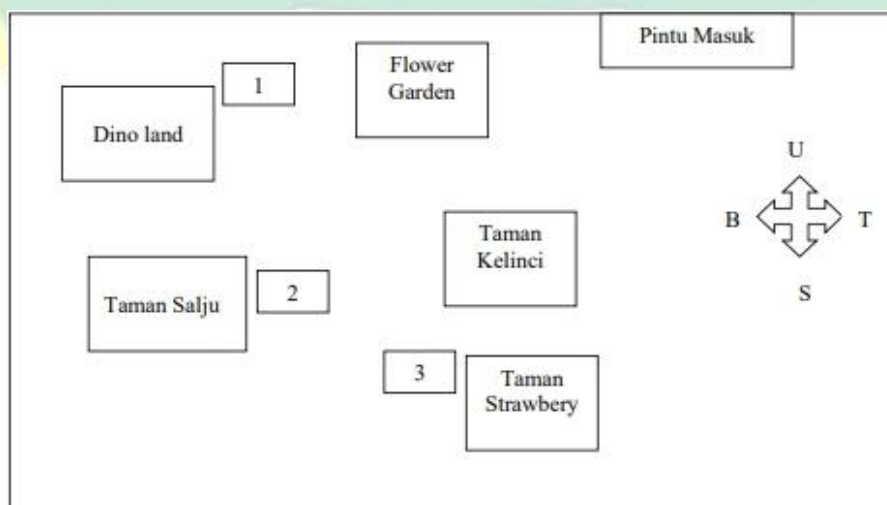 Pintu Masuk
Flower
Garden
1
Dino land
U
B
T
S
Taman
Kelinci
Taman Salju
2
3
Taman
Strawbery